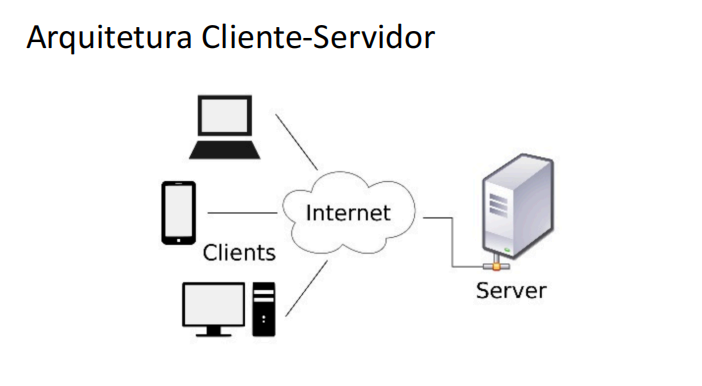 Arquitetura Cliente-Servidor
Internet
Clients
Server